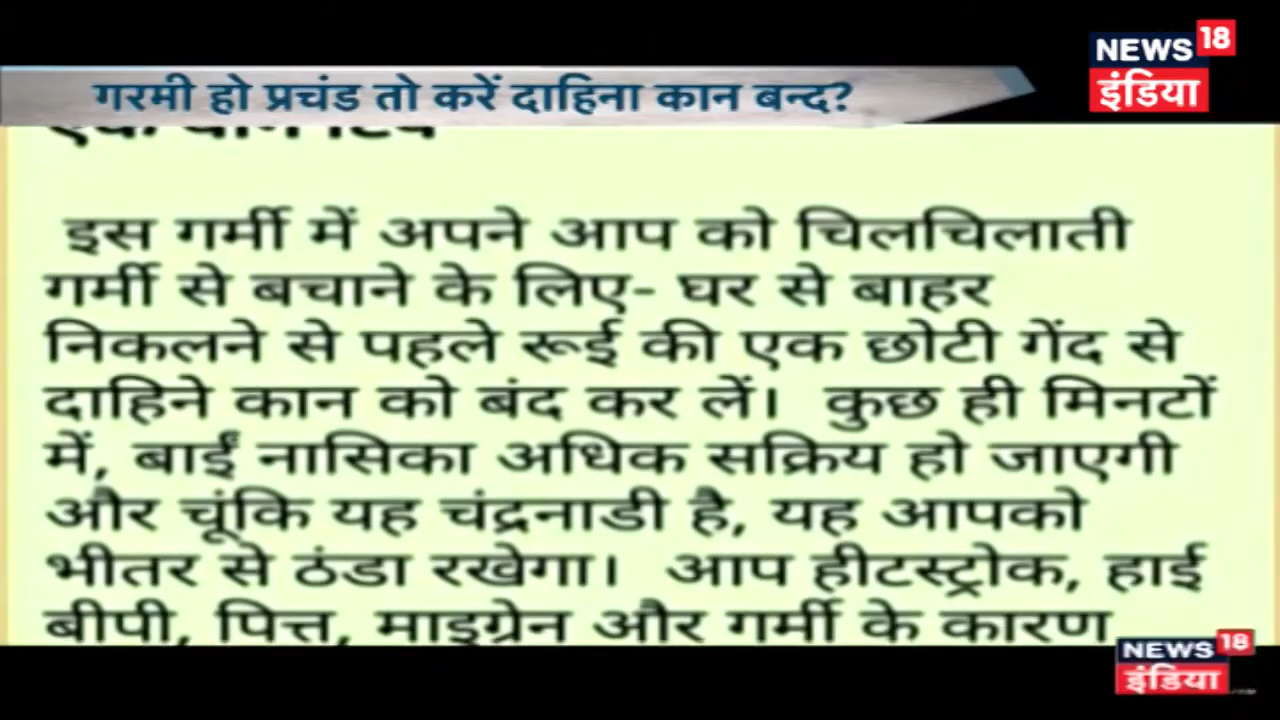 NEWS 18
इंडिया
गरमी हो प्रचंड तो करें दाहिना कान बन्द?
इस गर्मी में अपने आप को चिलचिलाती
गर्मी से बचाने के लिए- घर से बाहर
निकलने से पहले रूई की एक छोटी गेंद से
दाहिने कान को बंद कर लें। कुछ ही मिनटों
में, बाईं नासिका अधिक सक्रिय हो जाएगी
और चूंकि यह चंद्रनाडी है, यह आपको
भीतर से ठंडा रखेगा। आप हीटस्ट्रोक, हाई
बीपी, पित्त, माइग्रेन और गर्मी के कारण
NEWS 18
इंडिया